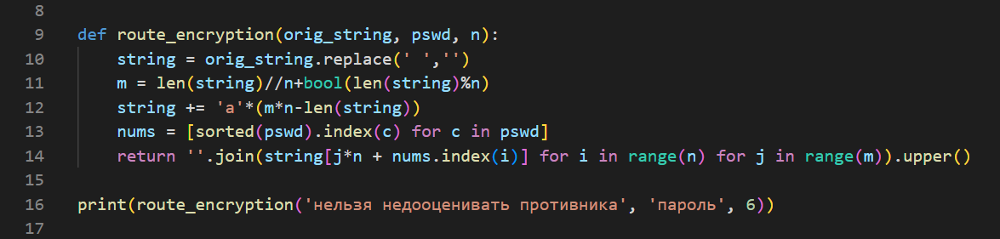 8
9 def route_encryption(orig_string, pswd, n):
10 string = orig_string.replace(' ','')
11 m = len(string)//n+bool(len(string)%n)
12 string += 'a'*(m*n-len(string))
13 nums = [sorted(pswd).index(c) for c in pswd]
14 return ''.join(string[j*n + nums.index(i)] for i in range(n) for j in range(m)).upper()
15
16 print(route_encryption('нельзя недооценивать противника', 'пароль', 6))
17